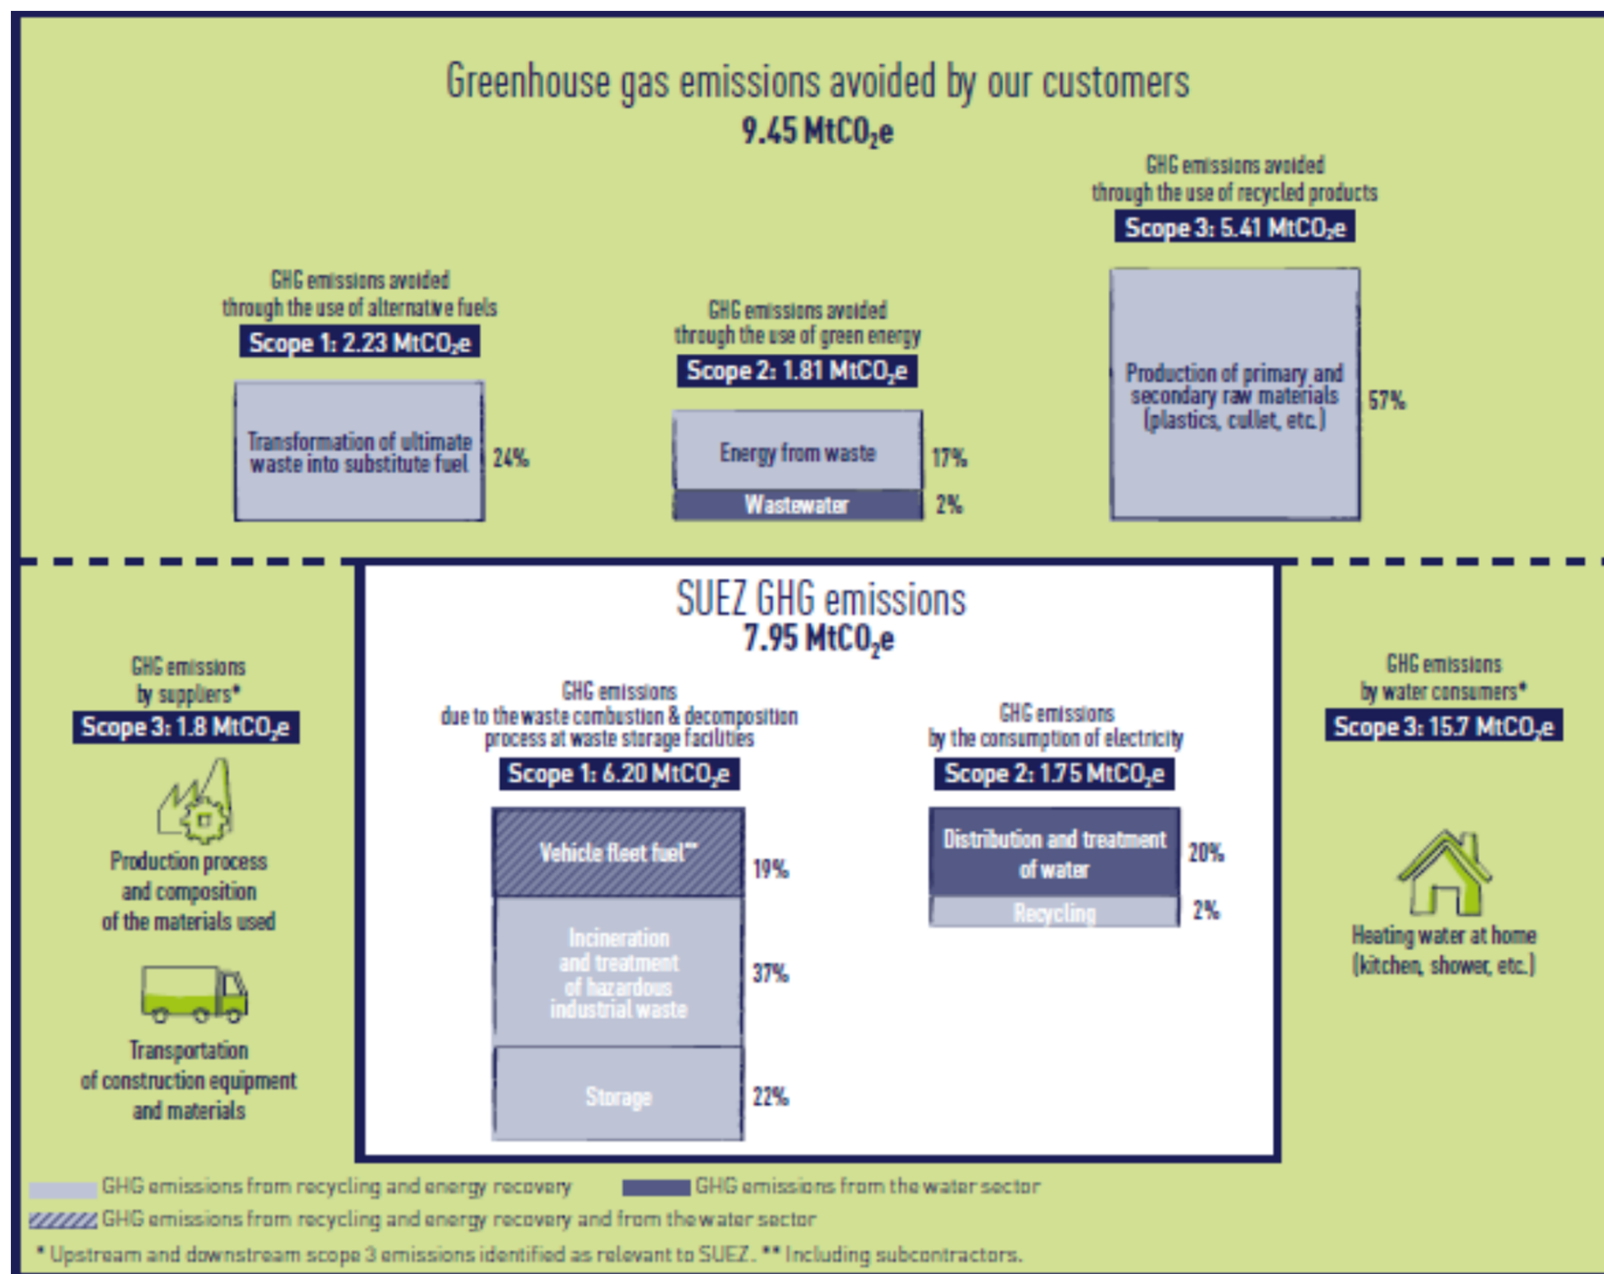 Greenhouse gas emissions avoided by our customers
9.45 MtCO₂e
GHG emissions avoided
through the use of alternative fuels
Scope 1: 2.23 MtCO₂e
Transformation of ultimate
waste into substitute fuel
24%
GHG emissions avoided
through the use of green energy
Scope 2: 1.81 MtCO₂e
Energy from waste
17%
Wastewater
2%
GHG emissions avoided
through the use of recycled products
Scope 3: 5.41 MtCO₂e
Production of primary and
secondary raw materials
(plastics, cullet, etc.)
57%
GHG emissions
by suppliers*
Scope 3: 1.8 MtCO₂e
Production process
and composition
of the materials used
Transportation
of construction equipment
and materials
SUEZ GHG emissions
7.95 MtCO₂e
GHG emissions
due to the waste combustion & decomposition
process at waste storage facilities
Scope 1: 6.20 MtCO₂e
Vehicle fleet fuel**
19%
Incineration
and treatment
of hazardous
industrial waste
37%
Storage
22%
GHG emissions
by the consumption of electricity
Scope 2: 1.75 MtCO₂e
Distribution and treatment
of water
20%
Recycling
2%
GHG emissions
by water consumers*
Scope 3: 15.7 MtCO₂e
Heating water at home
(kitchen, shower, etc.)
GHG emissions from recycling and energy recovery
GHG emissions from the water sector
GHG emissions from recycling and energy recovery and from the water sector
* Upstream and downstream scope 3 emissions identified as relevant to SUEZ. ** Including subcontractors.